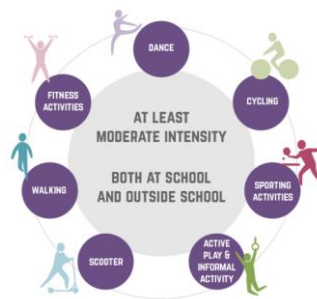 DANCE
CYCLING
SPORTING
ACTIVITIES
ACTIVE
PLAY &
INFORMAL
ACTIVITY
SCOOTER
WALKING
FITNESS
ACTIVITIES
AT LEAST
MODERATE INTENSITY
BOTH AT SCHOOL
AND OUTSIDE SCHOOL